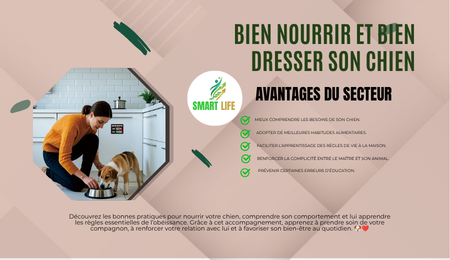 BIEN NOURRIR ET BIEN
DRESSER SON CHIEN
SMART LIFE
AVANTAGES DU SECTEUR
MIEUX COMPRENDRE LES BESOINS DE SON CHIEN.
ADOPTER DE MEILLEURES HABITUDES ALIMENTAIRES.
FACILITER L'APPRENTISSAGE DES RÈGLES DE VIE À LA MAISON.
RENFORCER LA COMPLICITÉ ENTRE LE MAÎTRE ET SON ANIMAL.
PRÉVENIR CERTAINES ERREURS D'ÉDUCATION.
Découvrez les bonnes pratiques pour nourrir votre chien, comprendre son comportement et lui apprendre
les règles essentielles de l'obéissance. Grâce à cet accompagnement, apprenez à prendre soin de votre
compagnon, à renforcer votre relation avec lui et à favoriser son bien-être au quotidien. 🐶❤️